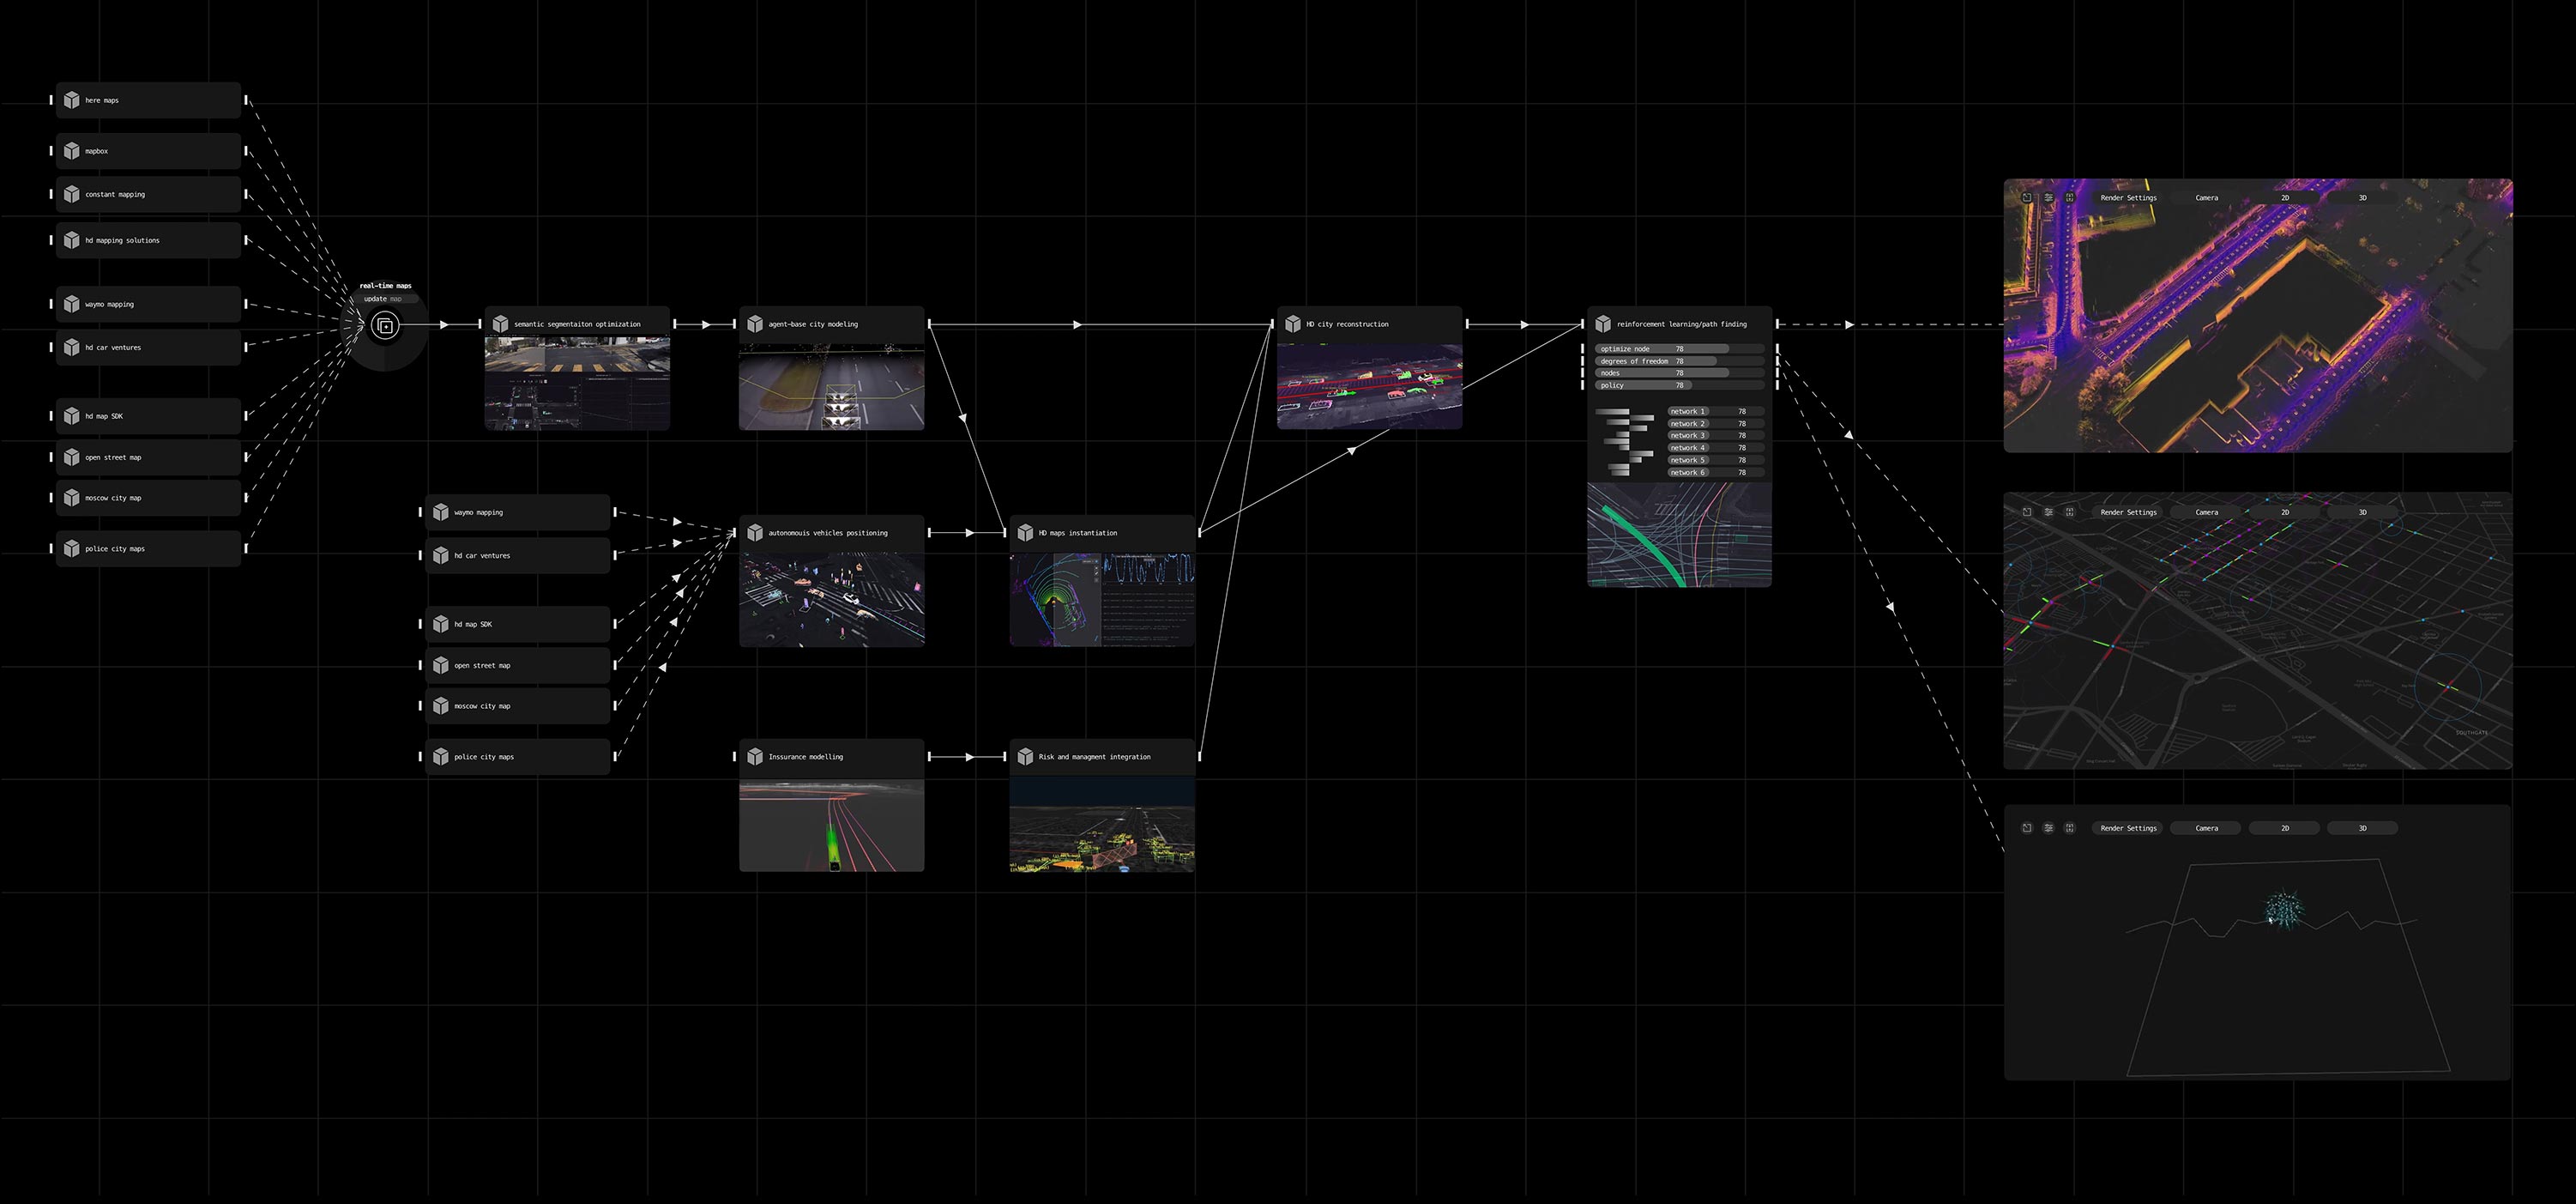 here maps
mapbox
constant mapping
hd mapping solutions
waymo mapping
hd car ventures
hd map SDK
open street map
moscow city map
police city maps
real-time maps
update map
semantic segmentaiton optimization
agent-base city modeling
waymo mapping
hd car ventures
hd map SDK
open street map
moscow city map
police city maps
autonomouis vehicles positioning
HD maps instantiation
Inssurance modelling
Risk and managment integration
HD city reconstruction
reinforcement learning/path finding
optimize node 78
degrees of freedom 78
nodes 78
policy 78
network 1 78
network 2 78
network 3 78
network 4 78
network 5 78
network 6 78
Render Settings Camera 2D 3D
Render Settings Camera 2D 3D
SOUTHGATE
Render Settings Camera 2D 3D